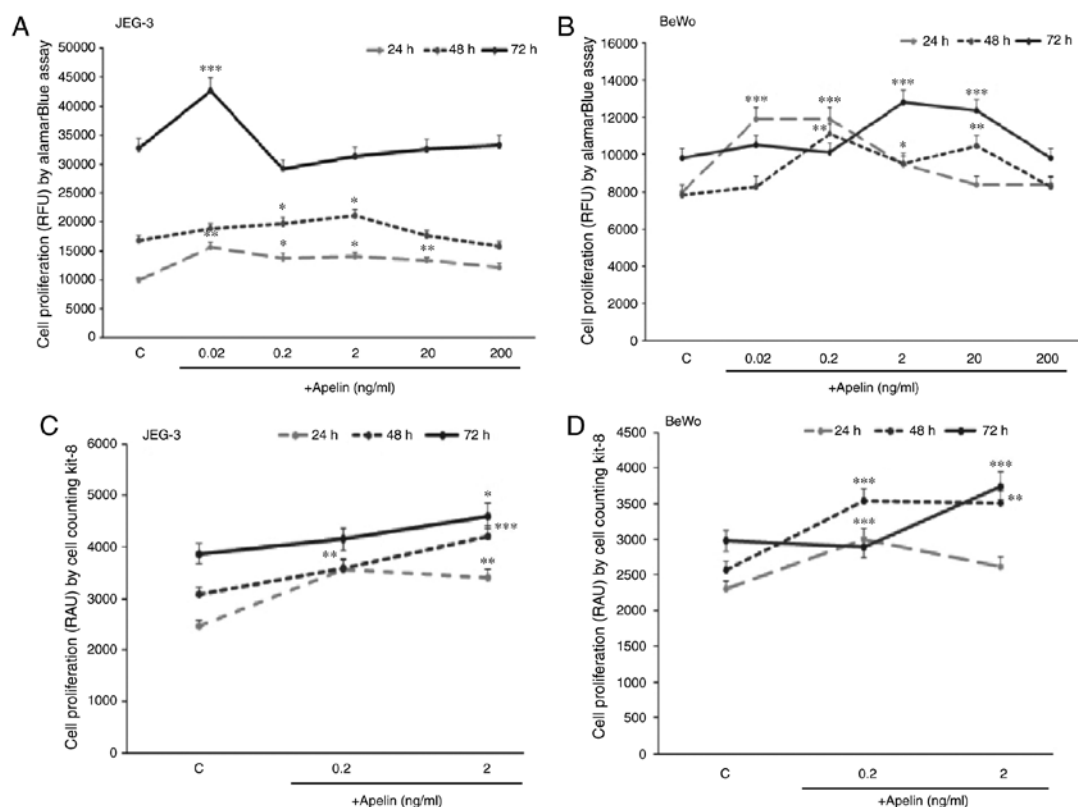 A
JEG-3
24 h 48 h 72 h
Cell proliferation (RFU) by alamarBlue assay
50000
45000
40000
35000
30000
25000
20000
15000
10000
5000
0
***
* *
** * * **
C 0.02 0.2 2 20 200
+Apelin (ng/ml)
B
BeWo
24 h 48 h 72 h
Cell proliferation (RFU) by alamarBlue assay
16000
14000
12000
10000
8000
6000
4000
2000
0
*** *** *** ***
** * **
C 0.02 0.2 2 20 200
+Apelin (ng/ml)
C
JEG-3
24 h 48 h 72 h
Cell proliferation (RAU) by cell counting kit-8
6000
5000
4000
3000
2000
1000
0
*
***
** **
C 0.2 2
+Apelin (ng/ml)
D
BeWo
24 h 48 h 72 h
Cell proliferation (RAU) by cell counting kit-8
4500
4000
3500
3000
2500
2000
1500
1000
500
0
*** ***
**
***
C 0.2 2
+Apelin (ng/ml)